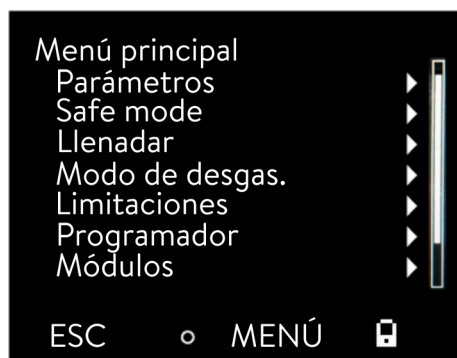 Menú principal
Parámetros
Safe mode
Llenadar
Modo de desgas.
Limitaciones
Programador
Módulos
ESC MENÚ